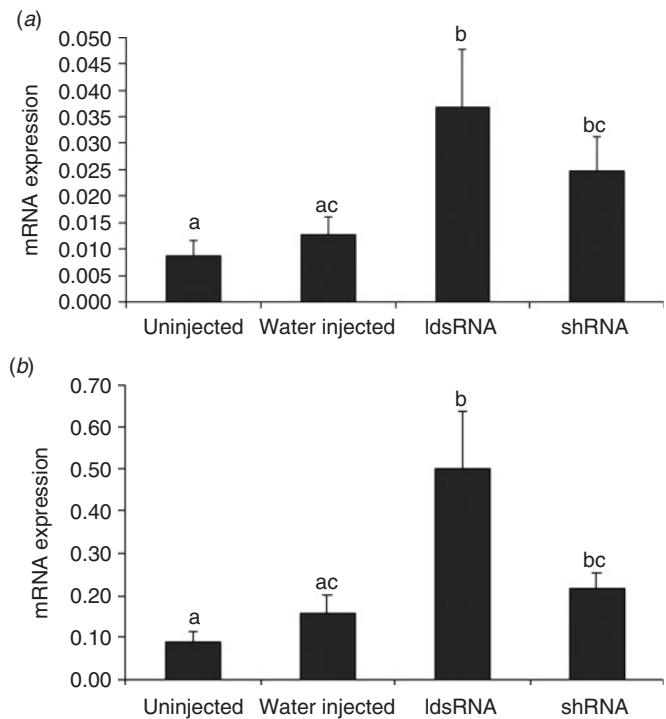 (a)
mRNA expression
0.050
0.045
0.040
0.035
0.030
0.025
0.020
0.015
0.010
0.005
0.000
a
ac
b
bc
Uninjected
Water injected
ldsRNA
shRNA
(b)
mRNA expression
0.70
0.60
0.50
0.40
0.30
0.20
0.10
0.00
a
ac
b
bc
Uninjected
Water injected
ldsRNA
shRNA